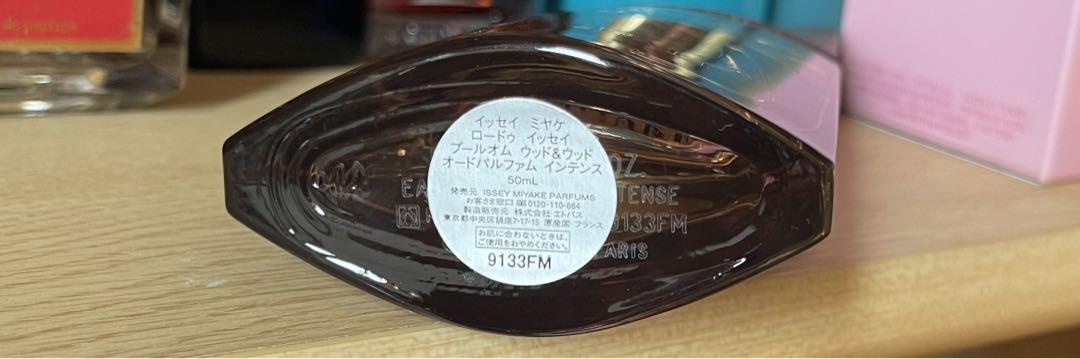 de parfum
イッセイ ミヤケ
ロードゥ イッセイ
プールオム ウッド&ウッド
オードパルファム インテンス
50mL
発売元 ISSEY MIYAKE PARFUMS
お客さま窓口 0120-110-664
製造販売元 株式会社 エトバス
東京都中央区銀座7-17-15 原産国 フランス
お肌に合わないときは、
ご使用をおやめください。
9133FM
OZ.
EA
TENSE
9133FM
ARIS